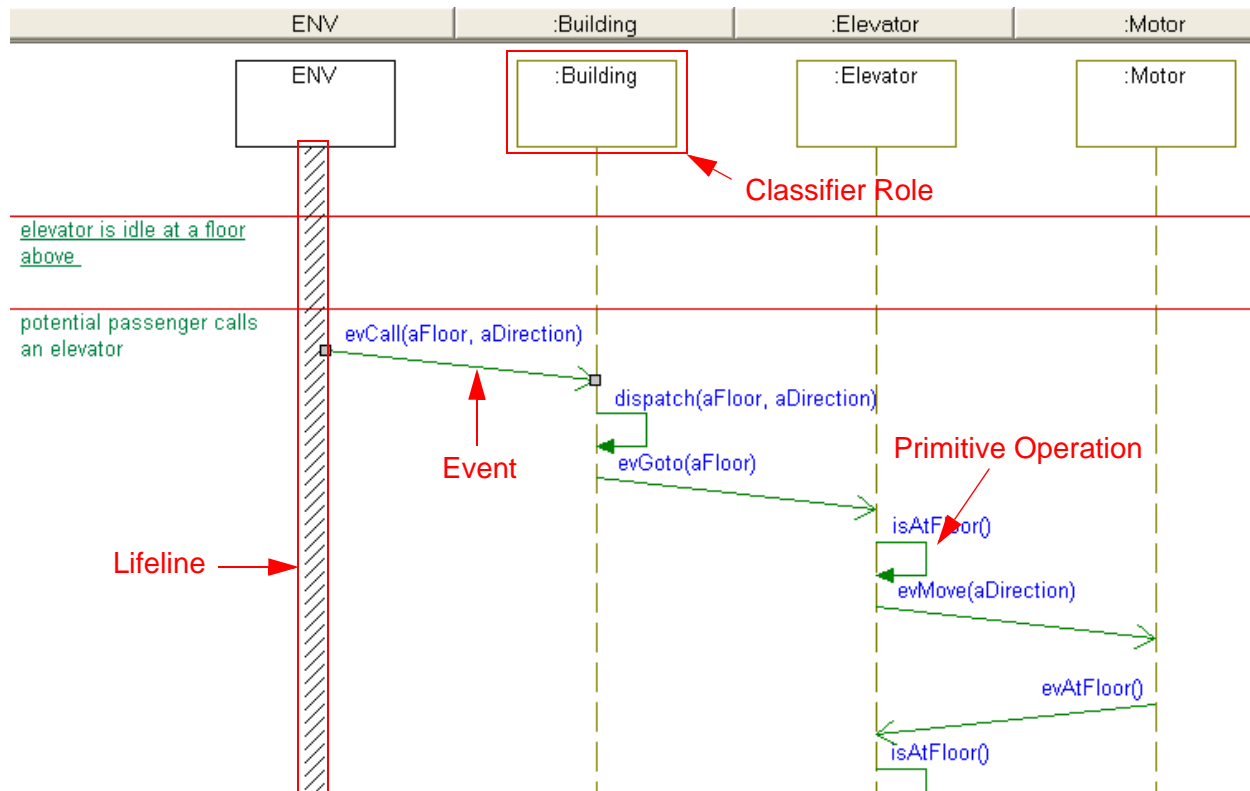 ENV :Building :Elevator :Motor
ENV :Building :Elevator :Motor
Classifier Role
elevator is idle at a floor
above
potential passenger calls
an elevator
evCall(aFloor, aDirection)
dispatch(aFloor, aDirection)
Event
evGoto(aFloor)
Primitive Operation
isAtFloor()
Lifeline
evMove(aDirection)
evAtFloor()
isAtFloor()